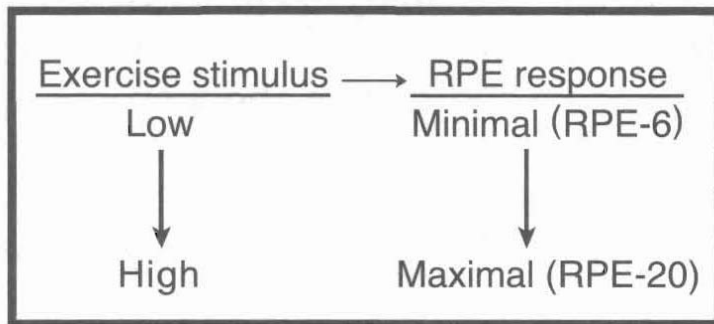 Exercise stimulus → RPE response
Low Minimal (RPE-6)
High Maximal (RPE-20)